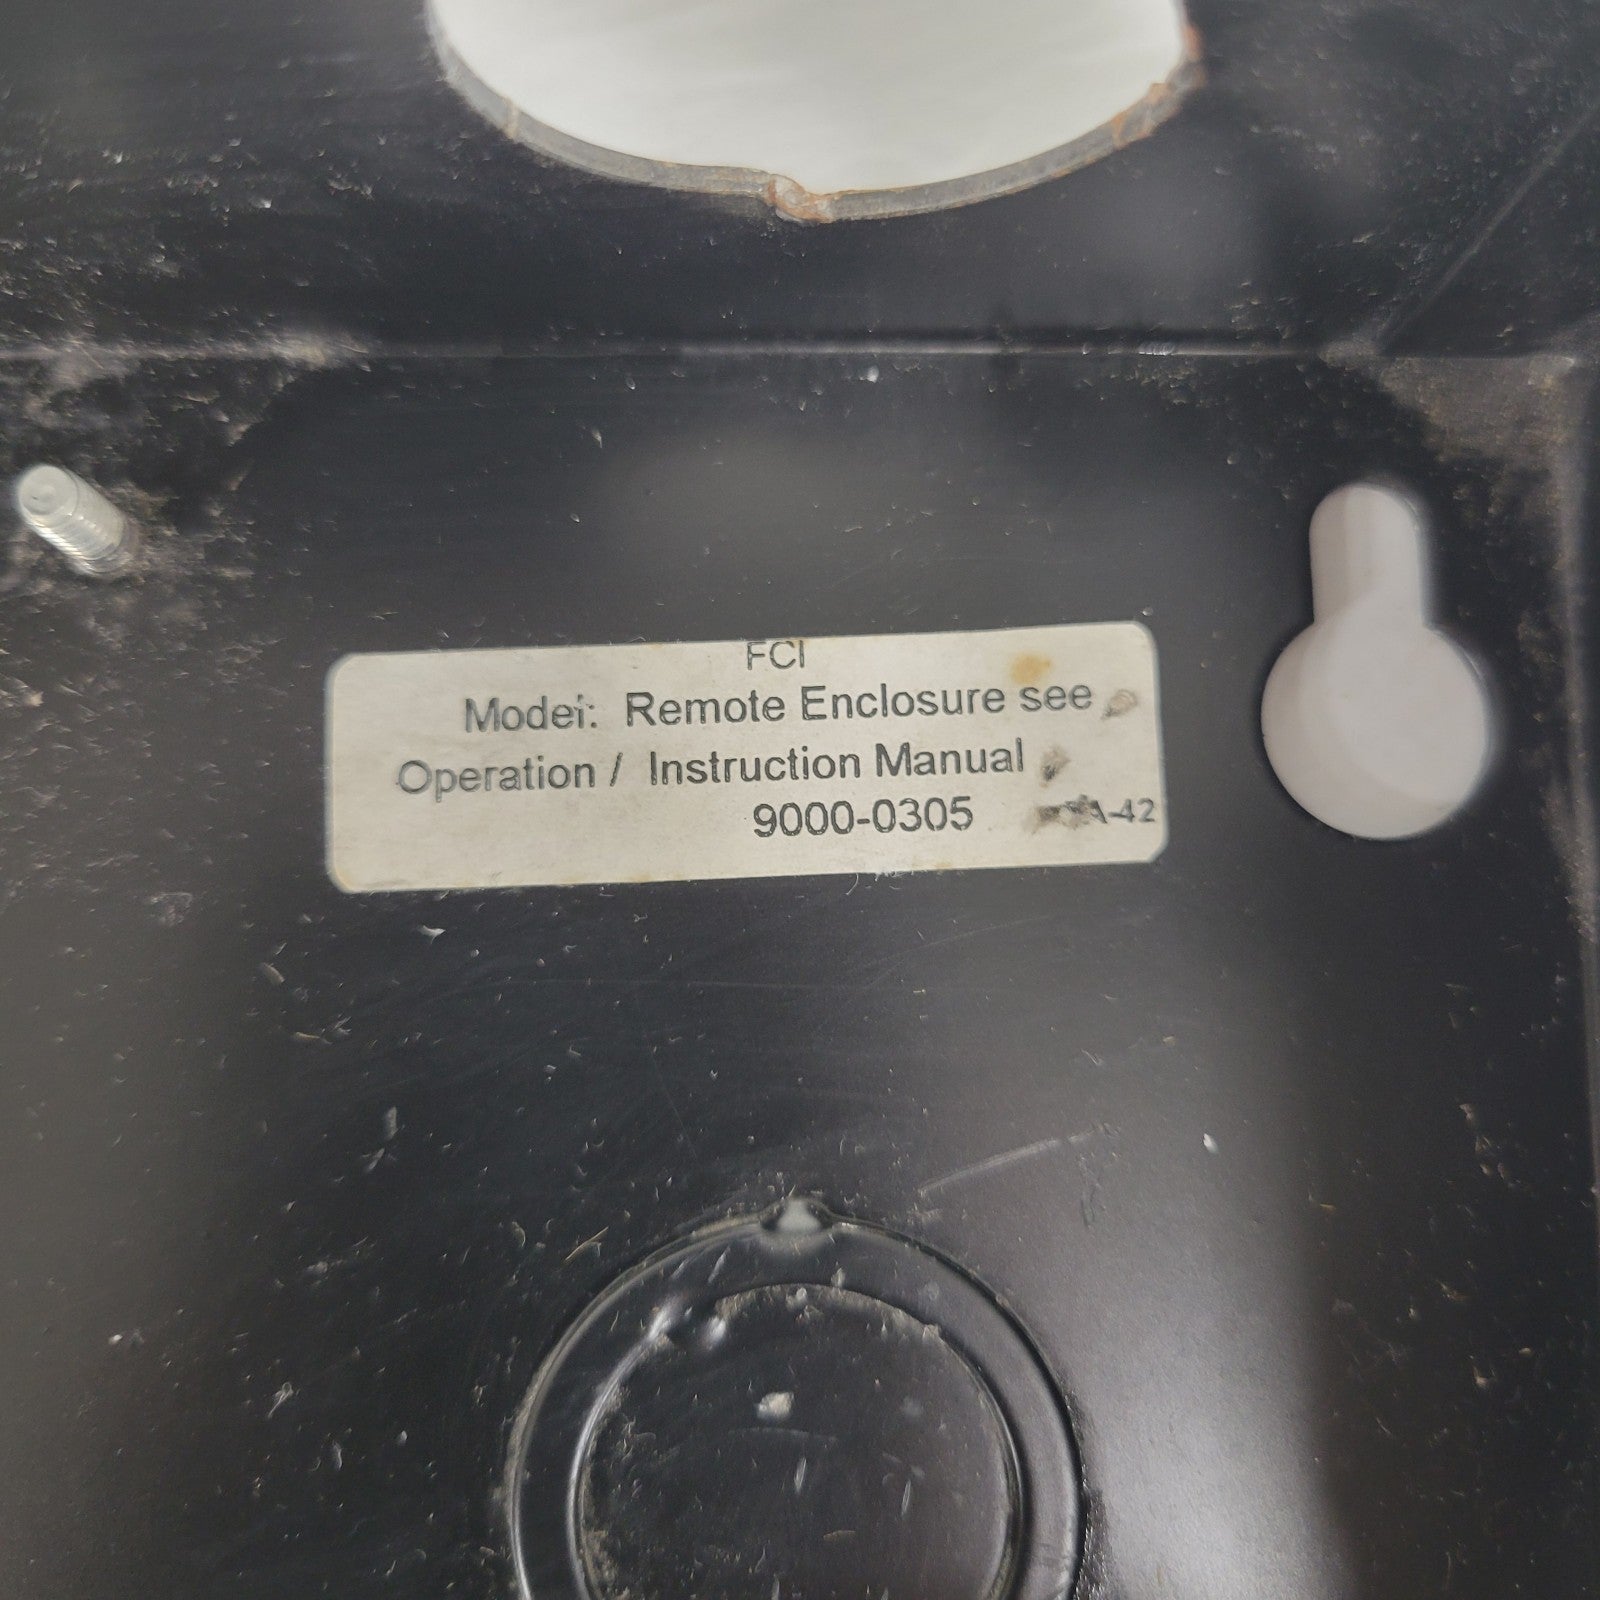 FCI
Model: Remote Enclosure see
Operation / Instruction Manual
9000-0305